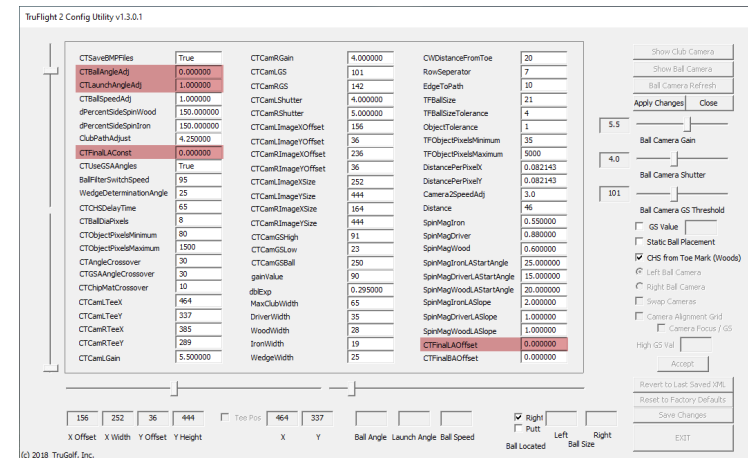 TruFlight 2 Config Utility v1.3.0.1
CTSaveBMPFiles True
CTBallAngleAdj 0.000000
CTLaunchAngleAdj 1.000000
CTBallSpeedAdj 1.000000
dPercentSideSpinWood 150.000000
dPercentSideSpinIron 150.000000
ClubPathAdjust 4.250000
CTFinalLAConst 0.000000
CTUseGSAAngles True
BallFilterSwitchSpeed 95
WedgeDeterminationAngle 25
CTCHSDelayTime 65
CTBallDiaPixels 8
CTObjectPixelsMinimum 80
CTObjectPixelsMaximum 1500
CTAngleCrossover 30
CTGSAAngleCrossover 30
CTChipMatCrossover 10
CTCamLTeeX 464
CTCamLTeeY 337
CTCamRTeeX 385
CTCamRTeeY 289
CTCamLGain 5.500000
CTCamRGain 4.000000
CTCamLGS 101
CTCamRGS 142
CTCamLShutter 4.000000
CTCamRShutter 5.000000
CTCamLImageXOffset 156
CTCamLImageYOffset 36
CTCamRImageXOffset 236
CTCamRImageYOffset 36
CTCamLImageXSize 252
CTCamLImageYSize 444
CTCamRImageXSize 164
CTCamRImageYSize 444
CTCamGSHigh 91
CTCamGSLow 23
CTCamGSBall 250
gainValue 90
dblExp 0.295000
MaxClubWidth 65
DriverWidth 35
WoodWidth 28
IronWidth 19
WedgeWidth 25
CWDistanceFromToe 20
RowSeperator 7
EdgeToPath 10
TFBallSize 21
TFBallSizeTolerance 4
ObjectTolerance 1
TFObjectPixelsMinimum 35
TFObjectPixelsMaximum 5000
DistancePerPixelX 0.082143
DistancePerPixelY 0.082143
Camera2SpeedAdj 3.0
Distance 46
SpinMagIron 0.550000
SpinMagDriver 0.880000
SpinMagWood 0.600000
SpinMagIronLAStartAngle 25.000000
SpinMagDriverLAStartAngle 15.000000
SpinMagWoodLAStartAngle 20.000000
SpinMagIronLASlope 2.000000
SpinMagDriverLASlope 1.000000
SpinMagWoodLASlope 1.000000
CTFinalLAOffset 0.000000
CTFinalBAOffset 0.000000
Show Club Camera
Show Ball Camera
Ball Camera Refresh
Apply Changes Close
5.5
Ball Camera Gain
4.0
Ball Camera Shutter
101
Ball Camera GS Threshold
GS Value
Static Ball Placement
CHS from Toe Mark (Woods)
Left Ball Camera
Right Ball Camera
Swap Cameras
Camera Alignment Grid
Camera Focus / GS
High GS Val
Accept
Revert to Last Saved XML
Reset to Factory Defaults
Save Changes
EXIT
156 252 36 444 Tee Pos 464 337 Right
Putt
X Offset X Width Y Offset Y Height X Y Ball Angle Launch Angle Ball Speed Left Right
Ball Located Ball Size
(c) 2018 TruGolf, Inc.